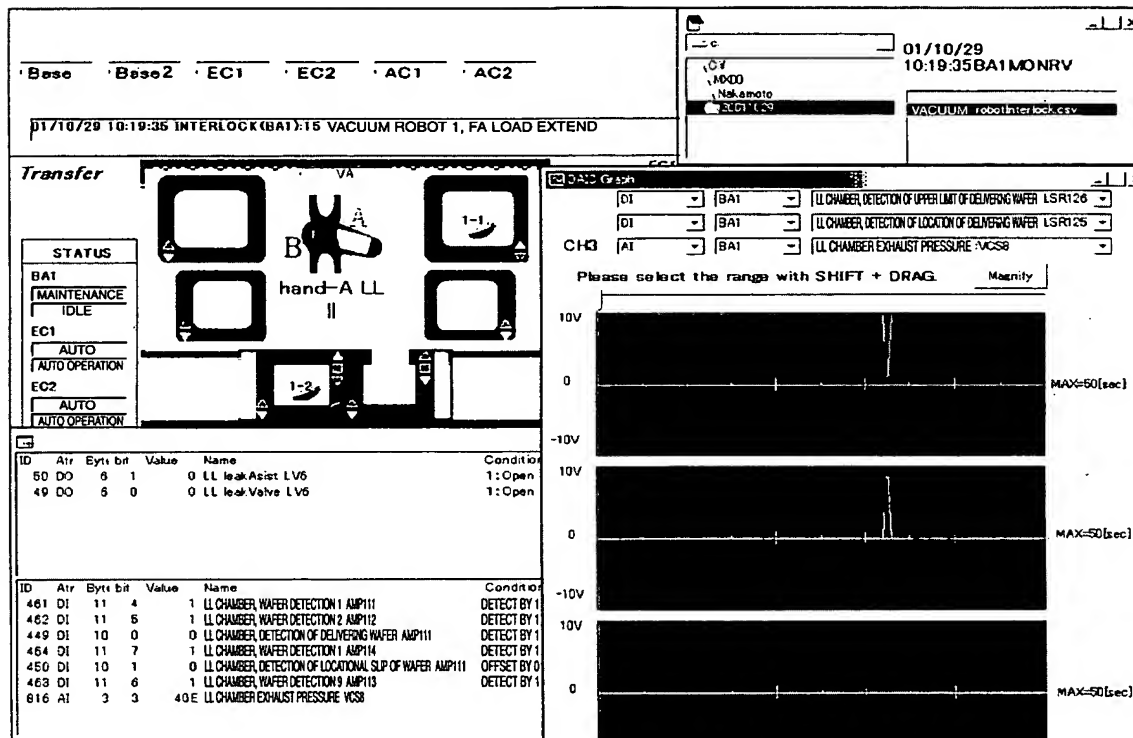 Base Base2 EC1 EC2 AC1 AC2
01/10/29 10:19:35 INTERLOCK(BA1):15 VACUUM ROBOT 1, FA LOAD EXTEND
MXDO
Nakamoto
01/10/29
10:19:35BA1MONRV
VACUUM robotInterlock.csv
Transfer
VA
STATUS
BA1
MAINTENANCE
IDLE
EC1
AUTO
AUTO OPERATION
EC2
AUTO
AUTO OPERATION
B
A
1-1
hand-A LL
1-2
Graph
DI BA1 LL CHAMBER, DETECTION OF UPPER LIMIT OF DELIVERING WAFER LSR126
DI BA1 LL CHAMBER, DETECTION OF LOCATION OF DELIVERING WAFER LSR125
CH3 AI BA1 LL CHAMBER EXHAUST PRESSURE :VCS8
Please select the range with SHIFT + DRAG. Magnify
10V
0 MAX=50[sec]
-10V
10V
0 MAX=50[sec]
-10V
10V
0 MAX=50[sec]
ID Atr Byte bit Value Name Condition
50 DO 6 1 0 LL leakAsist LV6 1:Open
49 DO 6 0 0 LL leakValve LV6 1:Open
ID Atr Byte bit Value Name Condition
461 DI 11 4 1 LL CHAMBER, WAFER DETECTION 1 AMP111 DETECT BY 1
462 DI 11 5 1 LL CHAMBER, WAFER DETECTION 2 AMP112 DETECT BY 1
449 DI 10 0 0 LL CHAMBER, DETECTION OF DELIVERING WAFER AMP111 DETECT BY 1
464 DI 11 7 1 LL CHAMBER, WAFER DETECTION 1 AMP114 DETECT BY 1
450 DI 10 1 0 LL CHAMBER, DETECTION OF LOCATIONAL SLIP OF WAFER AMP111 OFFSET BY 0
463 DI 11 6 1 LL CHAMBER, WAFER DETECTION 9 AMP113 DETECT BY 1
816 AI 3 3 40E LL CHAMBER EXHAUST PRESSURE VCS8